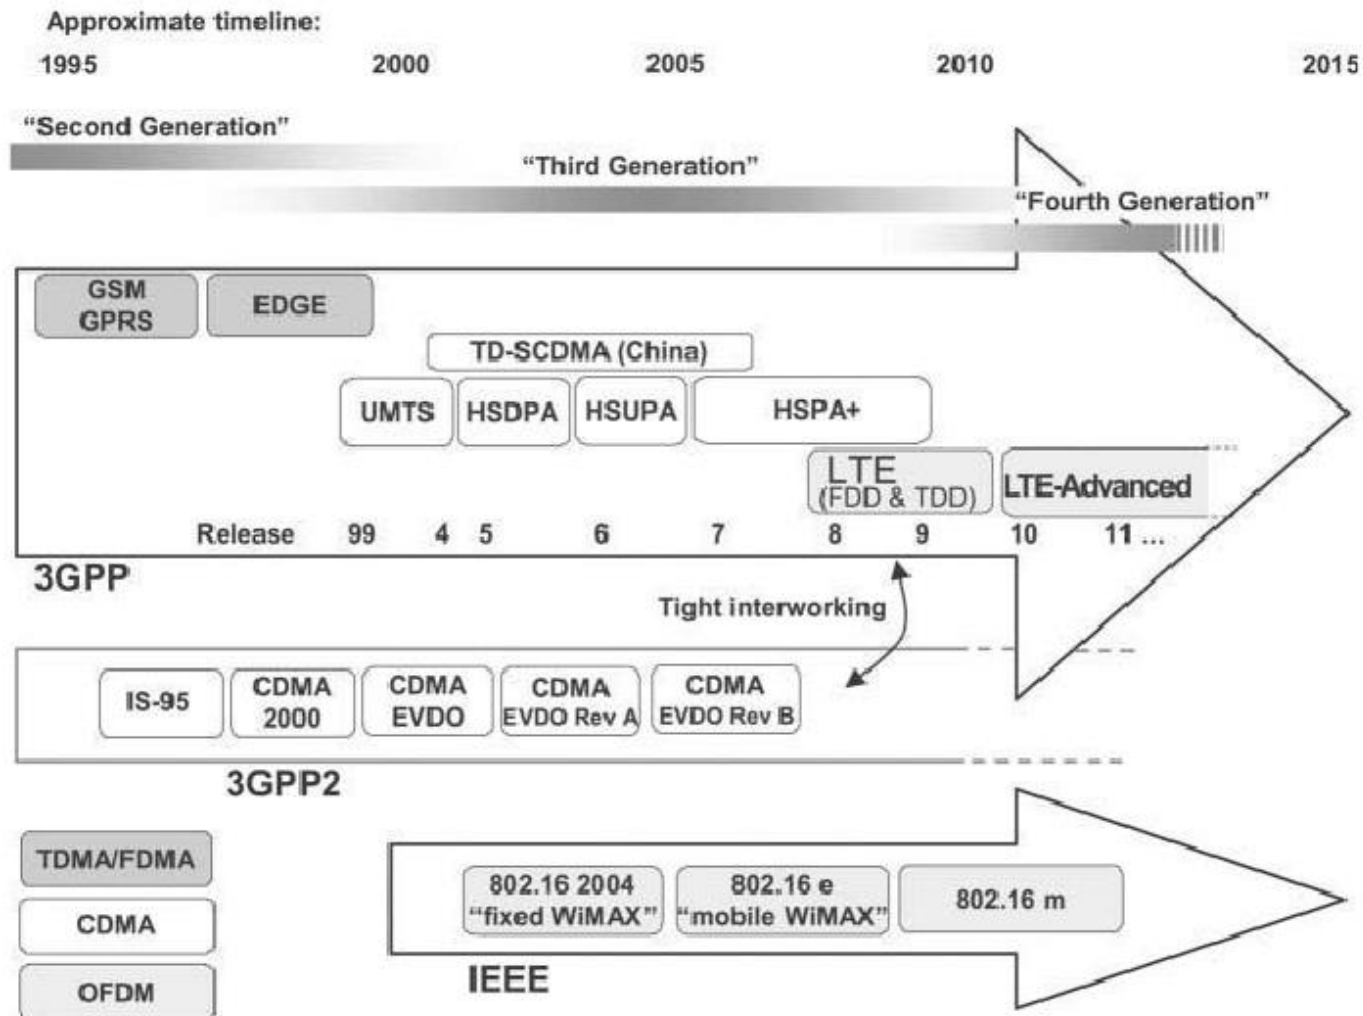 Approximate timeline:
1995 2000 2005 2010 2015
“Second Generation”
“Third Generation”
“Fourth Generation”
GSM
GPRS
EDGE
TD-SCDMA (China)
UMTS
HSDPA
HSUPA
HSPA+
LTE
(FDD & TDD)
LTE-Advanced
Release 99 4 5 6 7 8 9 10 11 ...
3GPP
Tight interworking
IS-95
CDMA
2000
CDMA
EVDO
CDMA
EVDO Rev A
CDMA
EVDO Rev B
3GPP2
TDMA/FDMA
CDMA
OFDM
802.16 2004
“fixed WiMAX”
802.16 e
“mobile WiMAX”
802.16 m
IEEE